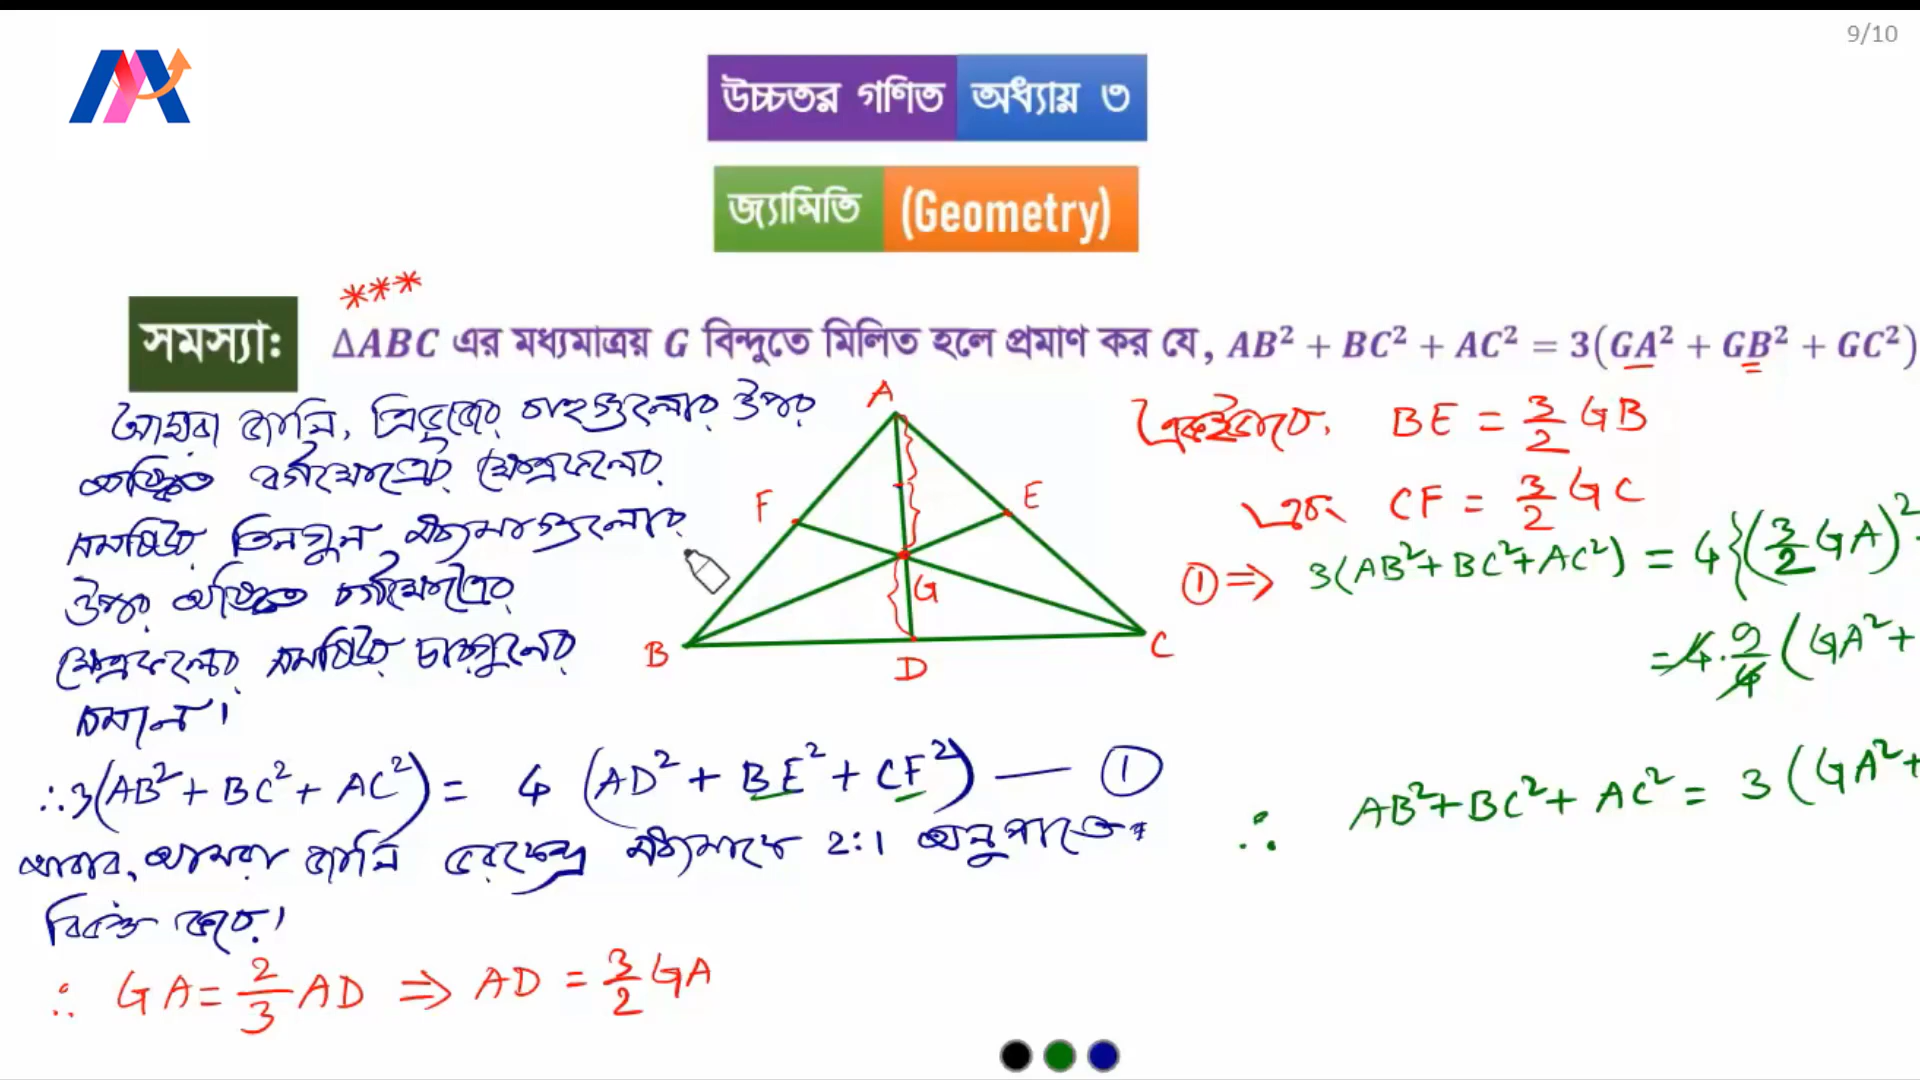 9/10
উচ্চতর গণিত অধ্যায় ৩
জ্যামিতি (Geometry)
***
সমস্যা: ΔABC এর মধ্যমাত্রয় G বিন্দুতে মিলিত হলে প্রমাণ কর যে, AB² + BC² + AC² = 3(GA² + GB² + GC²)
আমরা জানি, ত্রিভুজের বাহুগুলোর উপর
অঙ্কিত বর্গক্ষেত্রের ক্ষেত্রফলের
সমষ্টির তিনগুন মধ্যমাগুলোর
উপর অঙ্কিত বর্গক্ষেত্রের
ক্ষেত্রফলের সমষ্টির চারগুনের
সমান।
∴ 3(AB² + BC² + AC²) = 4 (AD² + BE² + CF²) — ①
আবার, আমরা জানি ভরকেন্দ্র মধ্যমাকে 2:1 অনুপাতে
বিভক্ত করে।
∴ GA = 2/3 AD ⇒ AD = 3/2 GA
A
F
E
G
B
D
C
একইভাবে, BE = 3/2 GB
এবং CF = 3/2 GC
① ⇒ 3(AB² + BC² + AC²) = 4{(3/2 GA)²
= 4 · 9/4 (GA² +
∴ AB² + BC² + AC² = 3 (GA² +